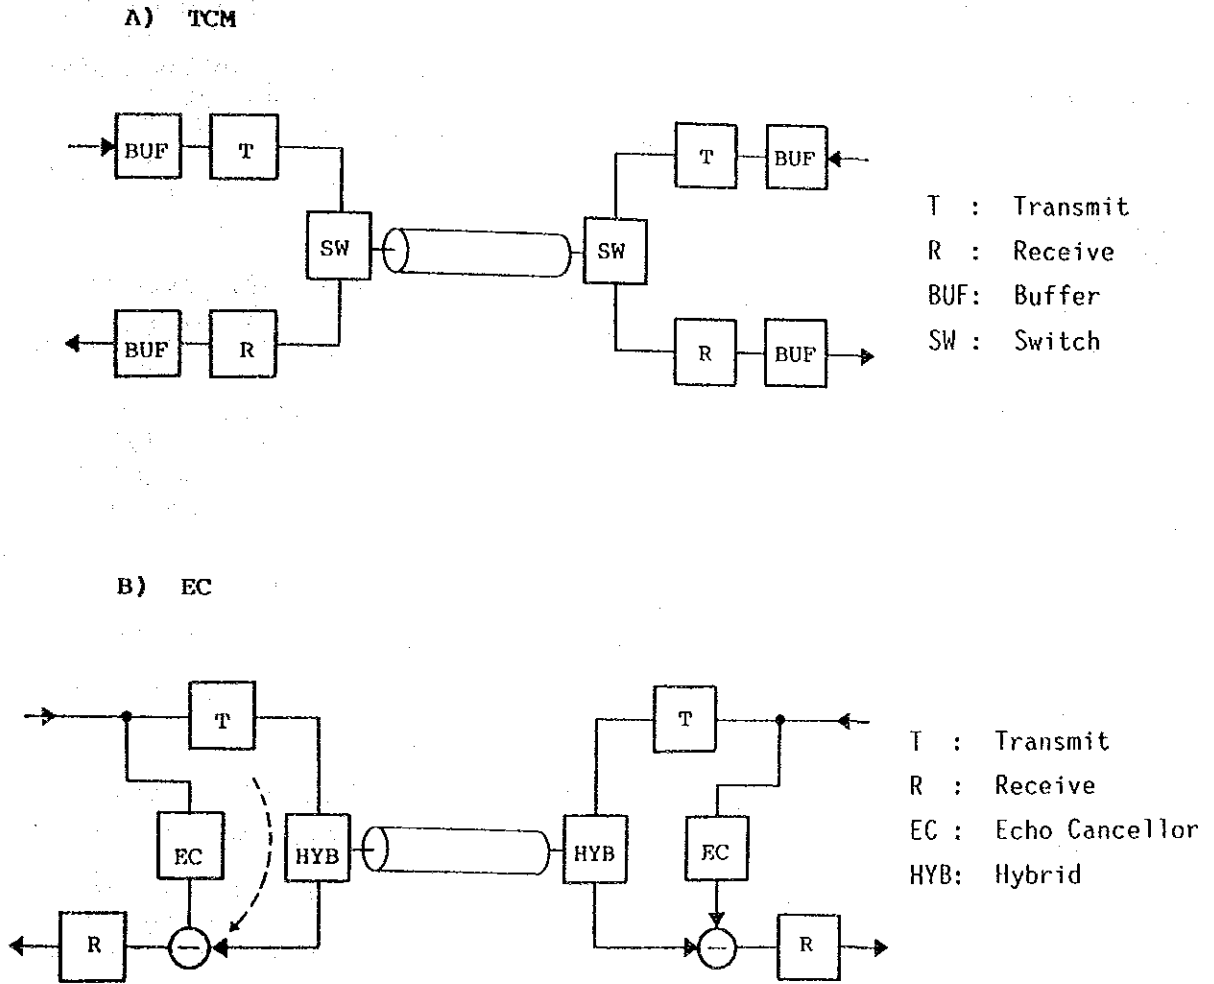 A) TCM
BUF T
T BUF
SW
SW
BUF R
R BUF
T : Transmit
R : Receive
BUF: Buffer
SW : Switch
B) EC
T
T
EC HYB
HYB EC
R
R
T : Transmit
R : Receive
EC : Echo Cancellor
HYB: Hybrid